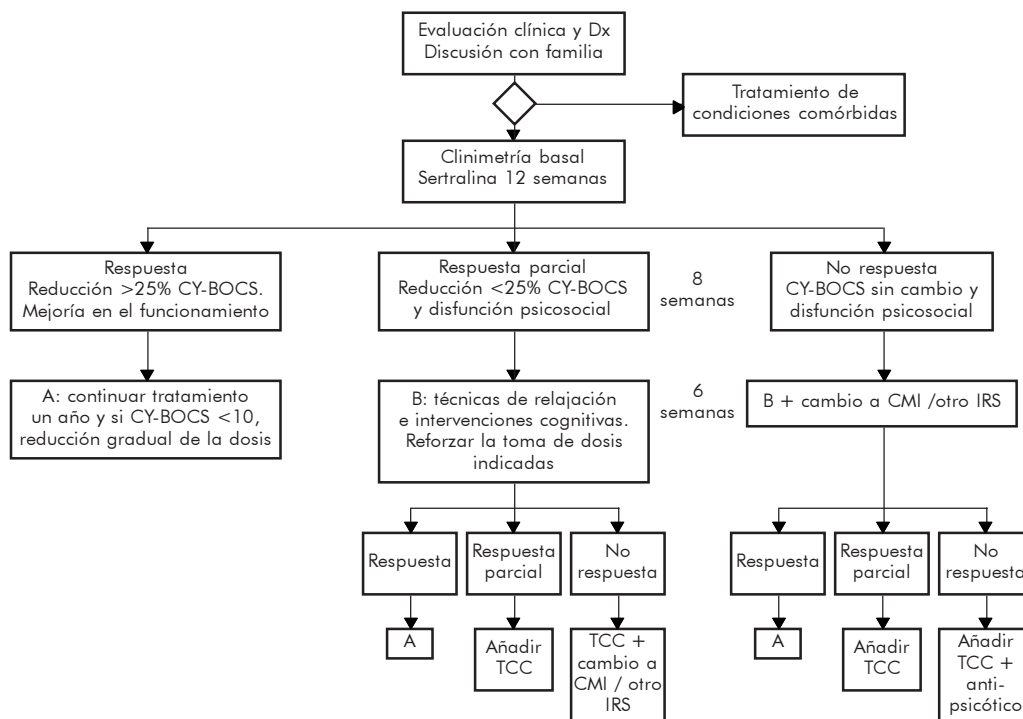 Evaluación clínica y Dx
Discusión con familia
Tratamiento de
condiciones comórbidas
Clinimetría basal
Sertralina 12 semanas
Respuesta
Reducción >25% CY-BOCS.
Mejoría en el funcionamiento
Respuesta parcial
Reducción <25% CY-BOCS
y disfunción psicosocial
8
semanas
No respuesta
CY-BOCS sin cambio y
disfunción psicosocial
A: continuar tratamiento
un año y si CY-BOCS <10,
reducción gradual de la dosis
B: técnicas de relajación
e intervenciones cognitivas.
Reforzar la toma de dosis
indicadas
6
semanas
B + cambio a CMI /otro IRS
Respuesta
Respuesta
parcial
No
respuesta
Respuesta
Respuesta
parcial
No
respuesta
A
Añadir
TCC
TCC +
cambio a
CMI / otro
IRS
A
Añadir
TCC
Añadir
TCC +
anti-
psicótico